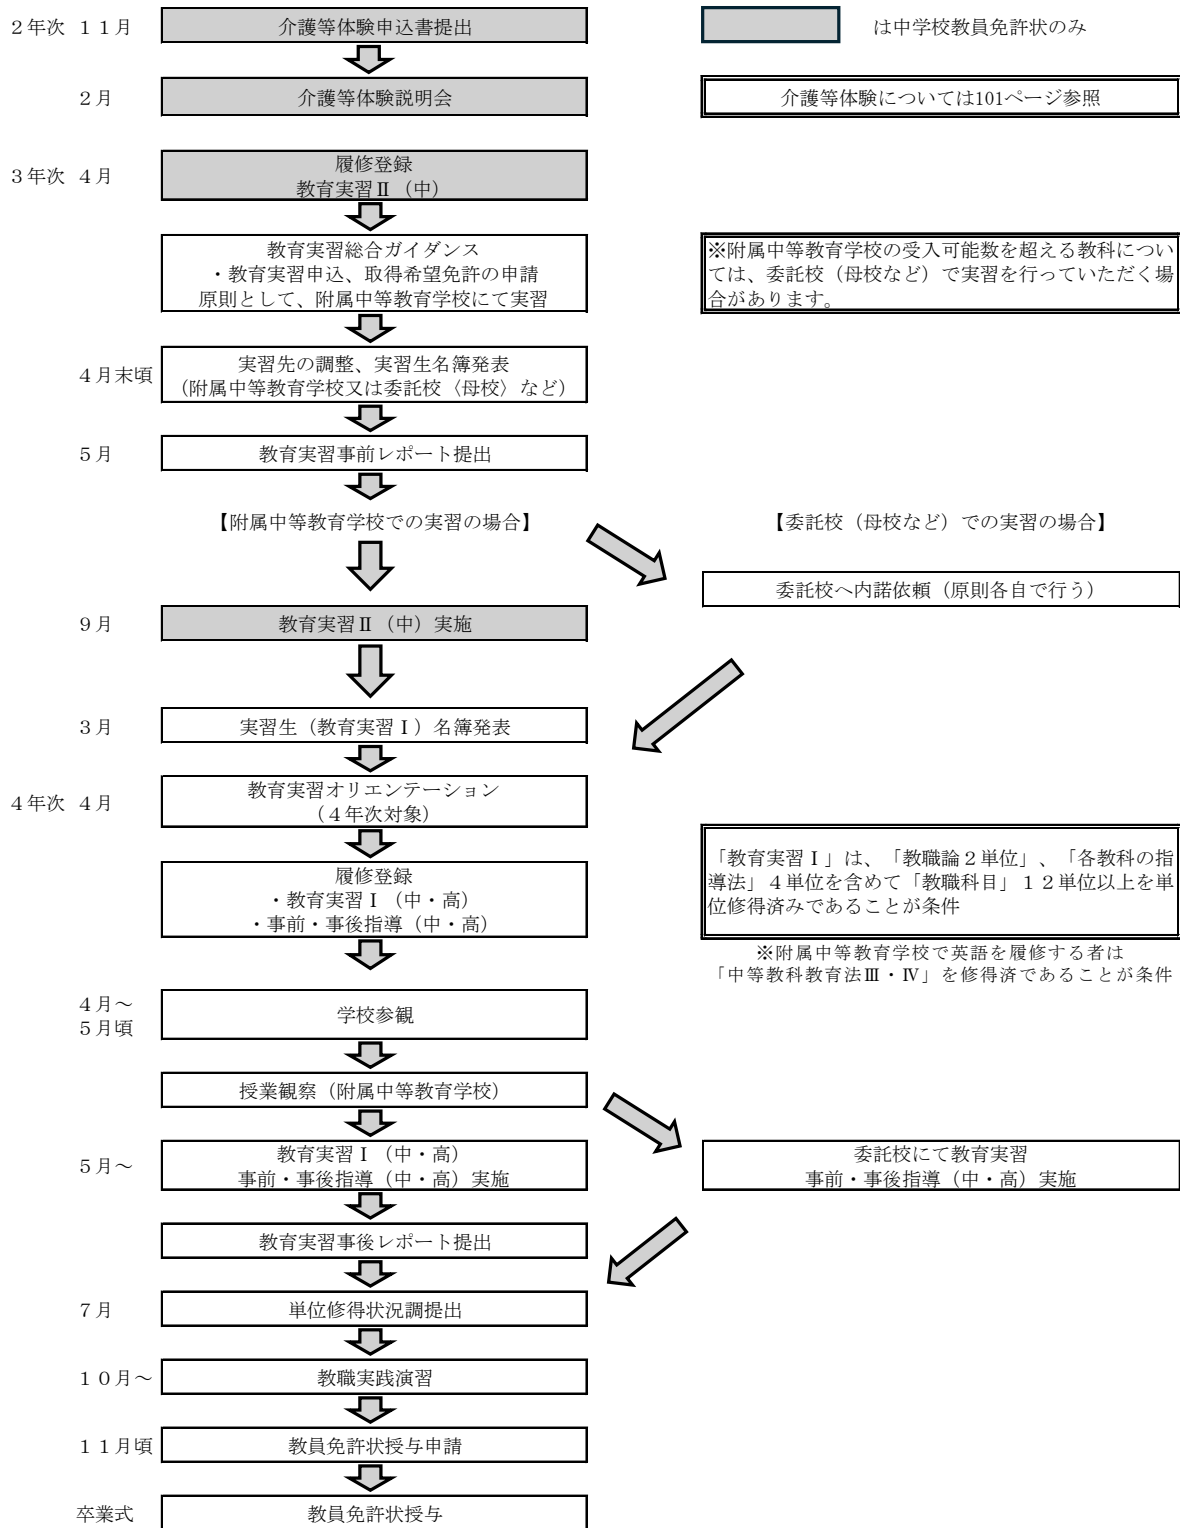 ２年次 １１月
介護等体験申込書提出
は中学校教員免許状のみ
２月
介護等体験説明会
介護等体験については101ページ参照
３年次 ４月
履修登録
教育実習Ⅱ（中）
教育実習総合ガイダンス
・教育実習申込、取得希望免許の申請
原則として、附属中等教育学校にて実習
※附属中等教育学校の受入可能数を超える教科につい
ては、委託校（母校など）で実習を行っていただく場
合があります。
４月末頃
実習先の調整、実習生名簿発表
（附属中等教育学校又は委託校〈母校〉など）
５月
教育実習事前レポート提出
【附属中等教育学校での実習の場合】
【委託校（母校など）での実習の場合】
委託校へ内諾依頼（原則各自で行う）
９月
教育実習Ⅱ（中）実施
３月
実習生（教育実習Ⅰ）名簿発表
４年次 ４月
教育実習オリエンテーション
（４年次対象）
履修登録
・教育実習Ⅰ（中・高）
・事前・事後指導（中・高）
「教育実習Ⅰ」は、「教職論２単位」、「各教科の指
導法」４単位を含めて「教職科目」１２単位以上を単
位修得済みであることが条件
※附属中等教育学校で英語を履修する者は
「中等教科教育法Ⅲ・Ⅳ」を修得済であることが条件
４月～
５月頃
学校参観
授業観察（附属中等教育学校）
５月～
教育実習Ⅰ（中・高）
事前・事後指導（中・高）実施
委託校にて教育実習
事前・事後指導（中・高）実施
教育実習事後レポート提出
７月
単位修得状況調提出
１０月～
教職実践演習
１１月頃
教員免許状授与申請
卒業式
教員免許状授与